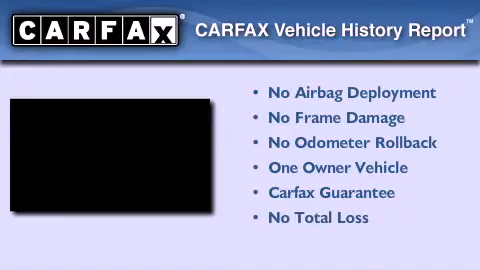 CARFAX® CARFAX Vehicle History Report™
• No Airbag Deployment
• No Frame Damage
• No Odometer Rollback
• One Owner Vehicle
• Carfax Guarantee
• No Total Loss